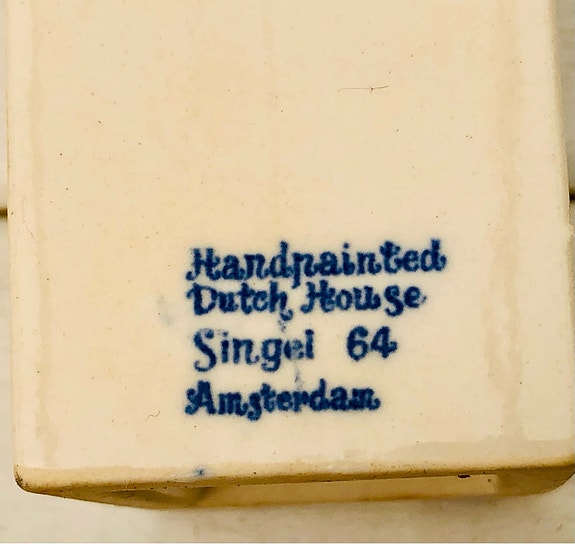 Handpainted
Dutch House
Singel 64
Amsterdam